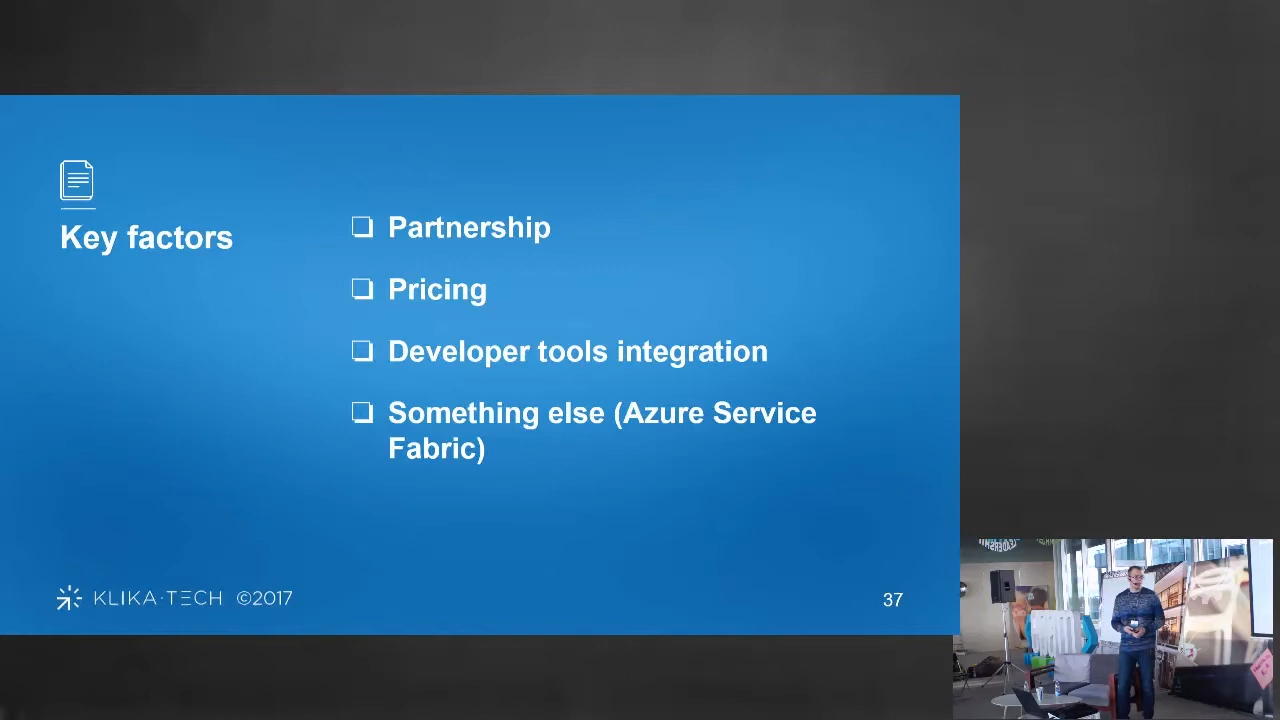 Key factors
❏ Partnership
❏ Pricing
❏ Developer tools integration
❏ Something else (Azure Service
Fabric)
KLIKA·TECH ©2017
37